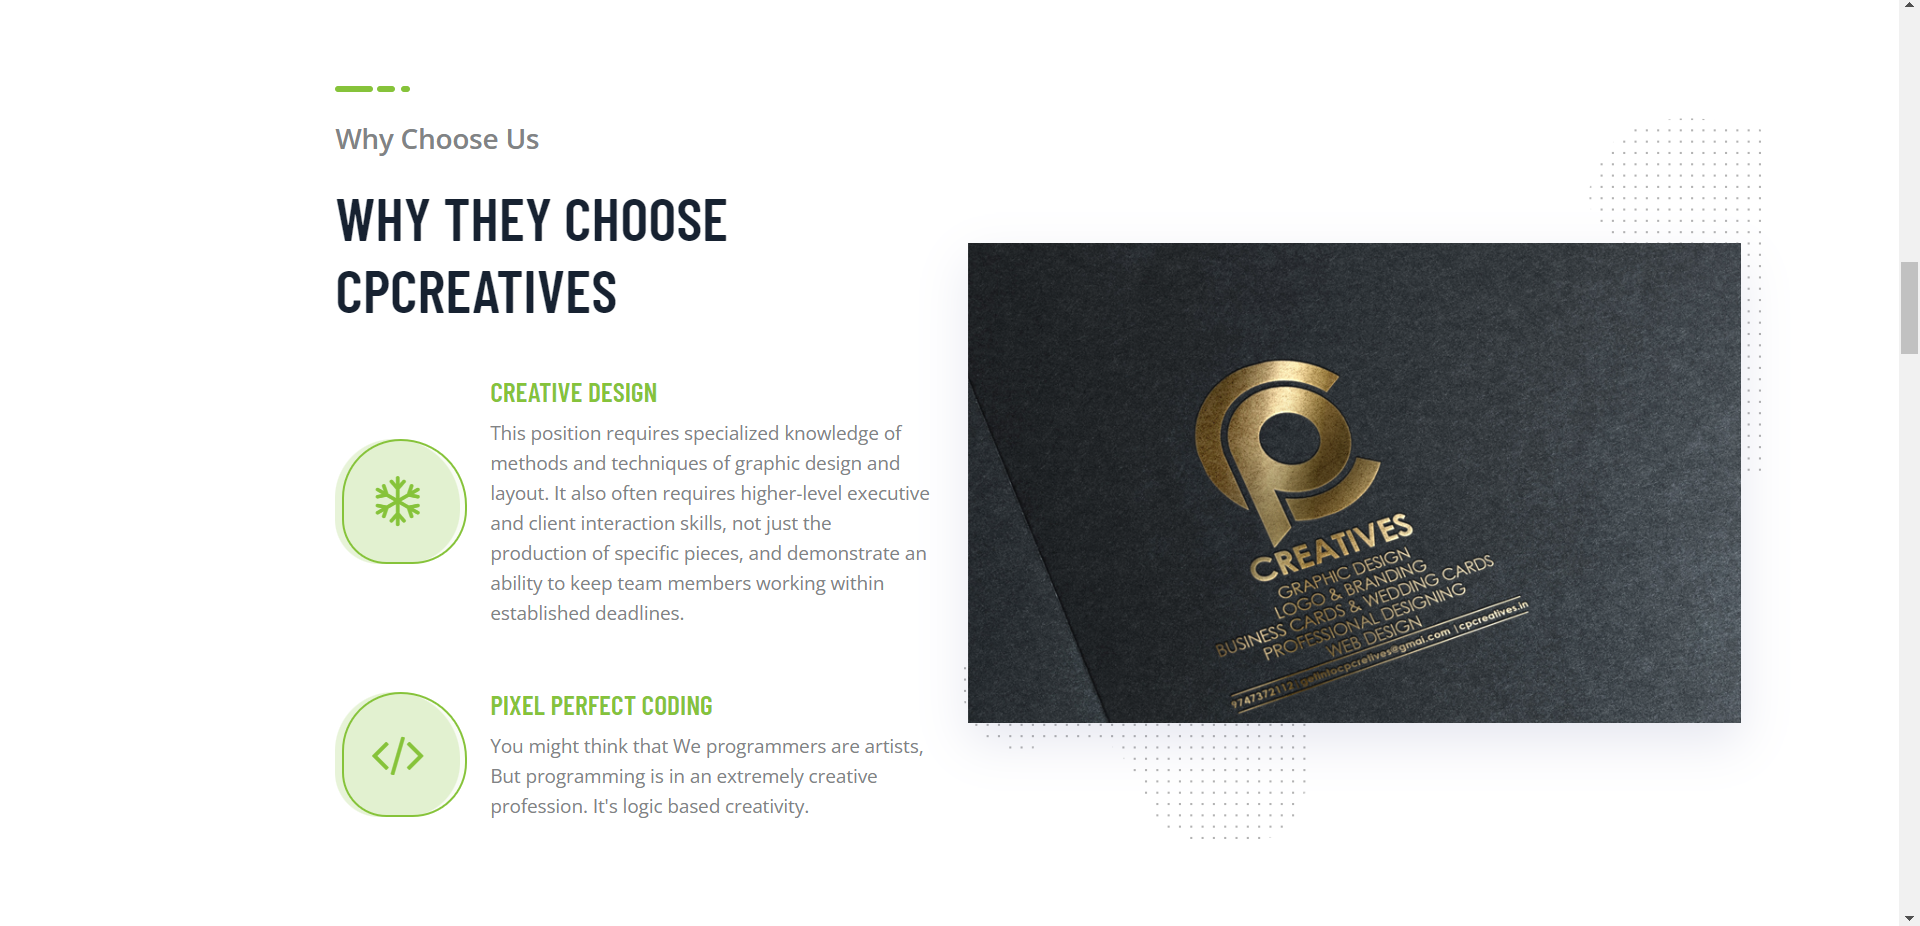 Why Choose Us
WHY THEY CHOOSE
CPCREATIVES
CREATIVE DESIGN
This position requires specialized knowledge of
methods and techniques of graphic design and
layout. It also often requires higher-level executive
and client interaction skills, not just the
production of specific pieces, and demonstrate an
ability to keep team members working within
established deadlines.
PIXEL PERFECT CODING
You might think that We programmers are artists,
But programming is in an extremely creative
profession. It's logic based creativity.
CP
CREATIVES
GRAPHIC DESIGN
LOGO & BRANDING
BUSINESS CARDS & WEDDING CARDS
PROFESSIONAL DESIGNING
WEB DESIGN
9747372112 | getintocpcretives@gmai.com | cpcreatives.in